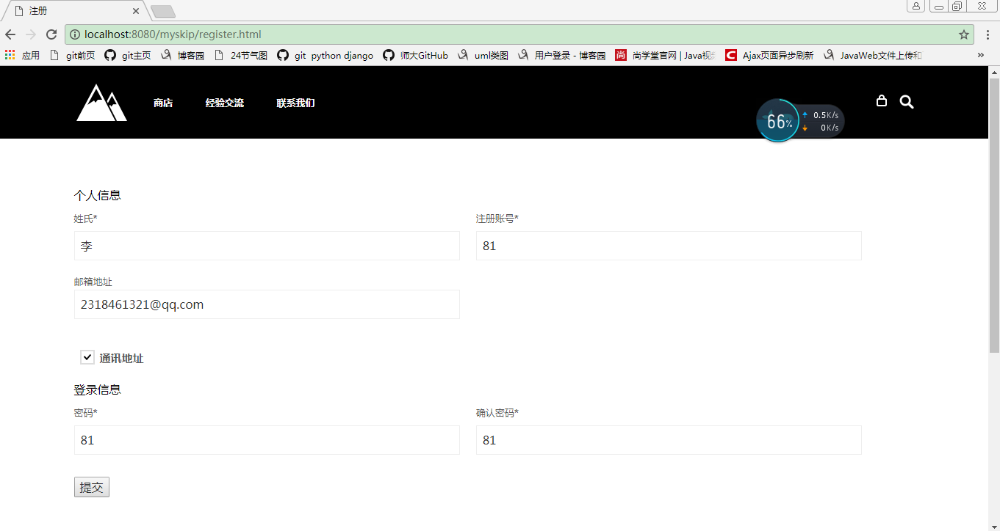 注册
localhost:8080/myskip/register.html
应用 git前页 git主页 博客园 24节气图 git python django 师大GitHub uml类图 用户登录 - 博客园 尚 尚学堂官网 | Java视 Ajax页面异步刷新 JavaWeb文件上传和 »
商店 经验交流 联系我们
66% 0.5K/s
0K/s
个人信息
姓氏* 注册账号*
李 81
邮箱地址
2318461321@qq.com
通讯地址
登录信息
密码* 确认密码*
81 81
提交